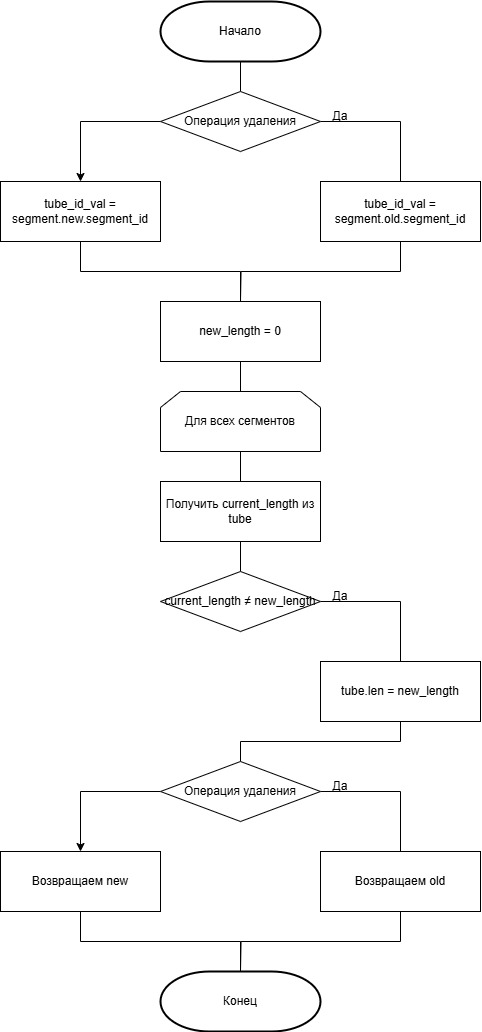 Начало
Операция удаления
Да
tube_id_val =
segment.new.segment_id
tube_id_val =
segment.old.segment_id
new_length = 0
Для всех сегментов
Получить current_length из
tube
current_length ≠ new_length
Да
tube.len = new_length
Операция удаления
Да
Возвращаем new
Возвращаем old
Конец